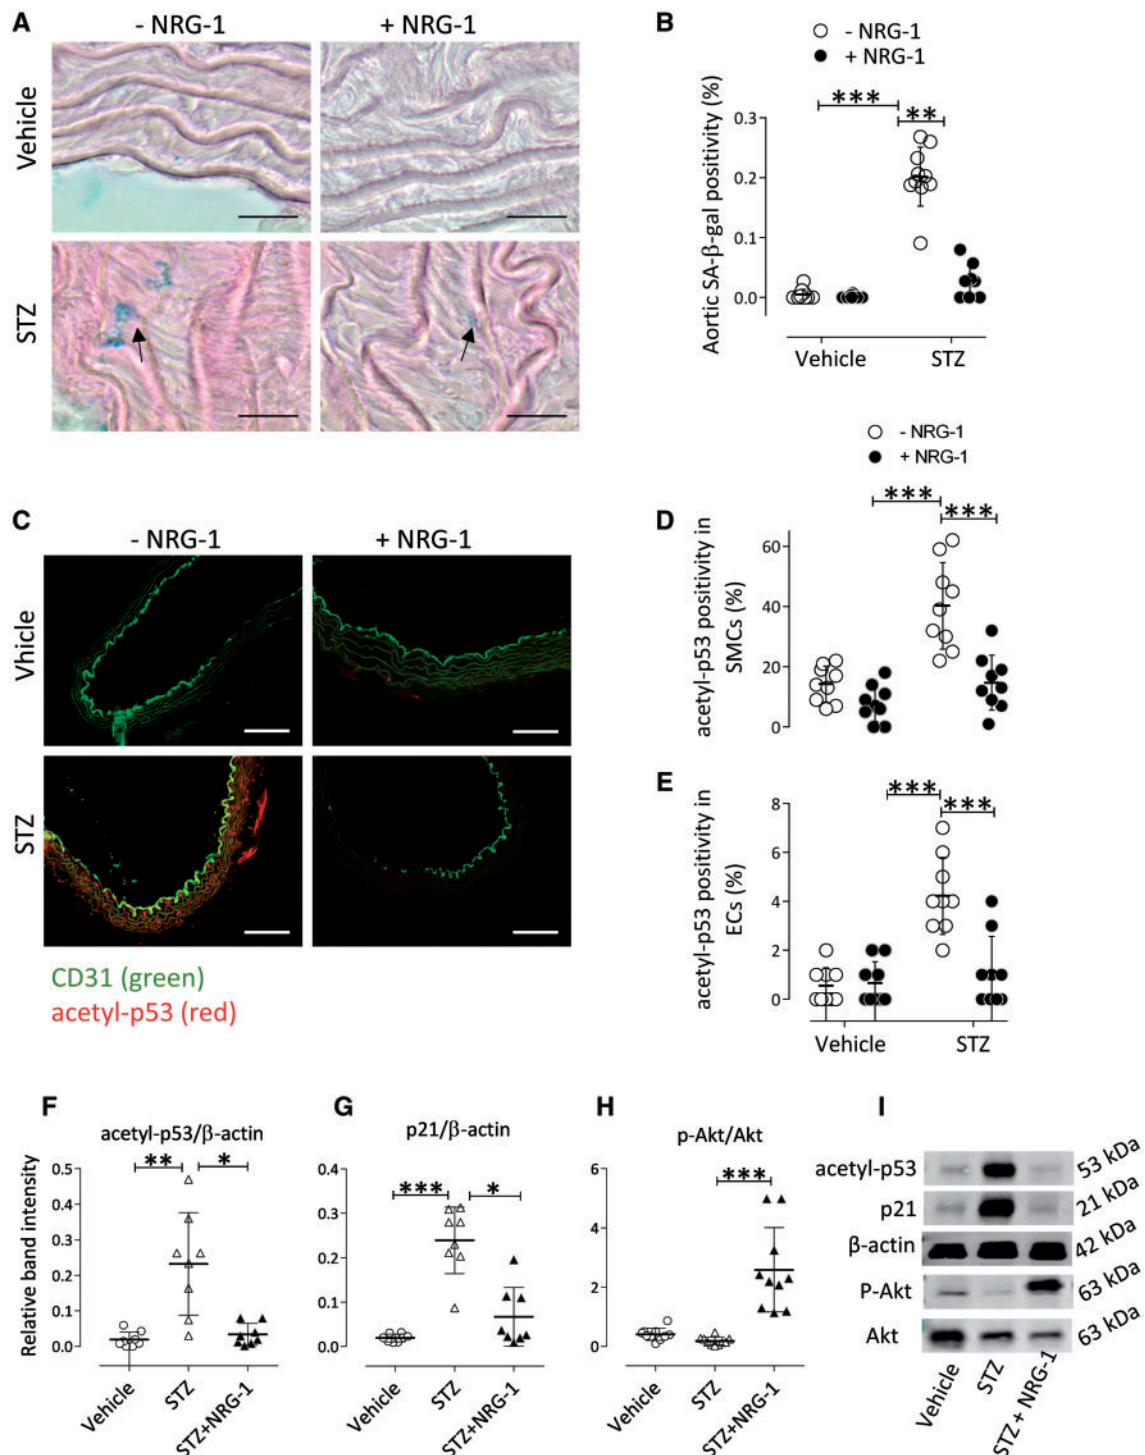 A
- NRG-1
+ NRG-1
Vehicle
STZ
B
- NRG-1
+ NRG-1
Aortic SA-β-gal positivity (%)
***
**
0.3
0.2
0.1
0.0
Vehicle
STZ
C
- NRG-1
+ NRG-1
Vhicle
STZ
CD31 (green)
acetyl-p53 (red)
- NRG-1
+ NRG-1
D
acetyl-p53 positivity in
SMCs (%)
***
***
60
40
20
0
E
acetyl-p53 positivity in
ECs (%)
***
***
8
6
4
2
0
Vehicle
STZ
F
acetyl-p53/β-actin
Relative band intensity
**
*
0.5
0.4
0.3
0.2
0.1
0.0
Vehicle
STZ
STZ+NRG-1
G
p21/β-actin
***
*
0.4
0.3
0.2
0.1
0.0
Vehicle
STZ
STZ+NRG-1
H
p-Akt/Akt
***
6
4
2
0
Vehicle
STZ
STZ+NRG-1
I
acetyl-p53
53 kDa
p21
21 kDa
β-actin
42 kDa
P-Akt
63 kDa
Akt
63 kDa
Vehicle
STZ
STZ + NRG-1